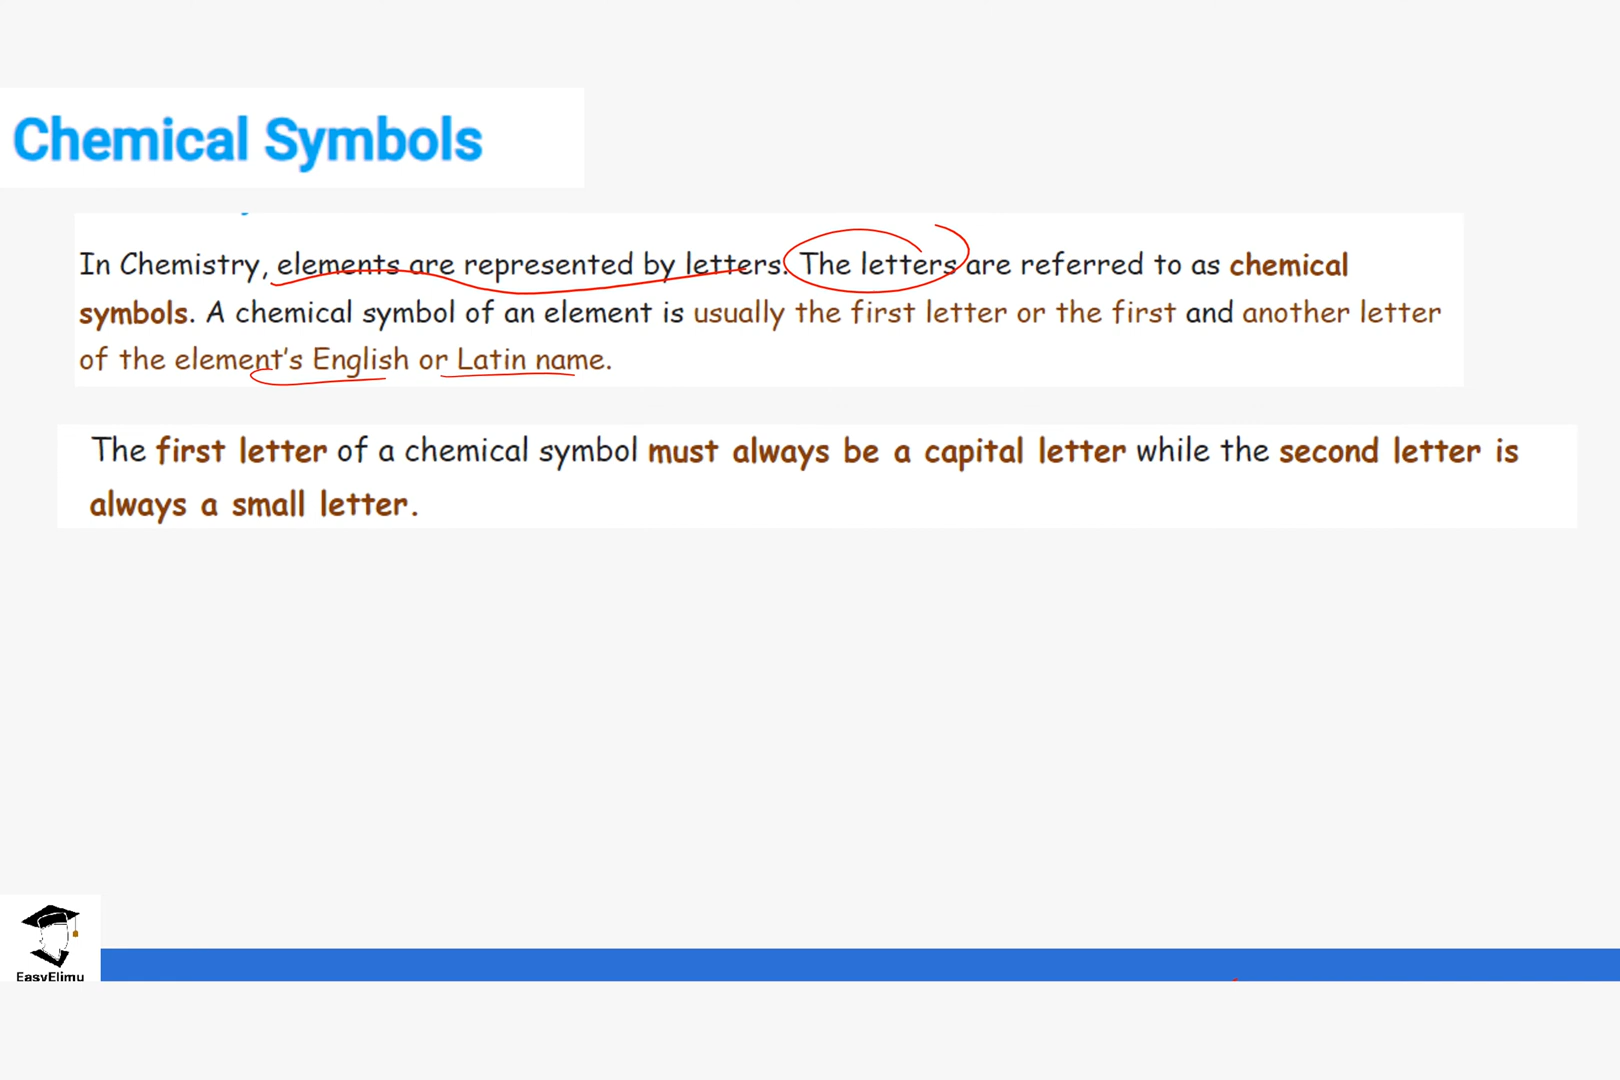 Chemical Symbols
In Chemistry, elements are represented by letters. The letters are referred to as chemical
symbols. A chemical symbol of an element is usually the first letter or the first and another letter
of the element's English or Latin name.
The first letter of a chemical symbol must always be a capital letter while the second letter is
always a small letter.
EasyElimu